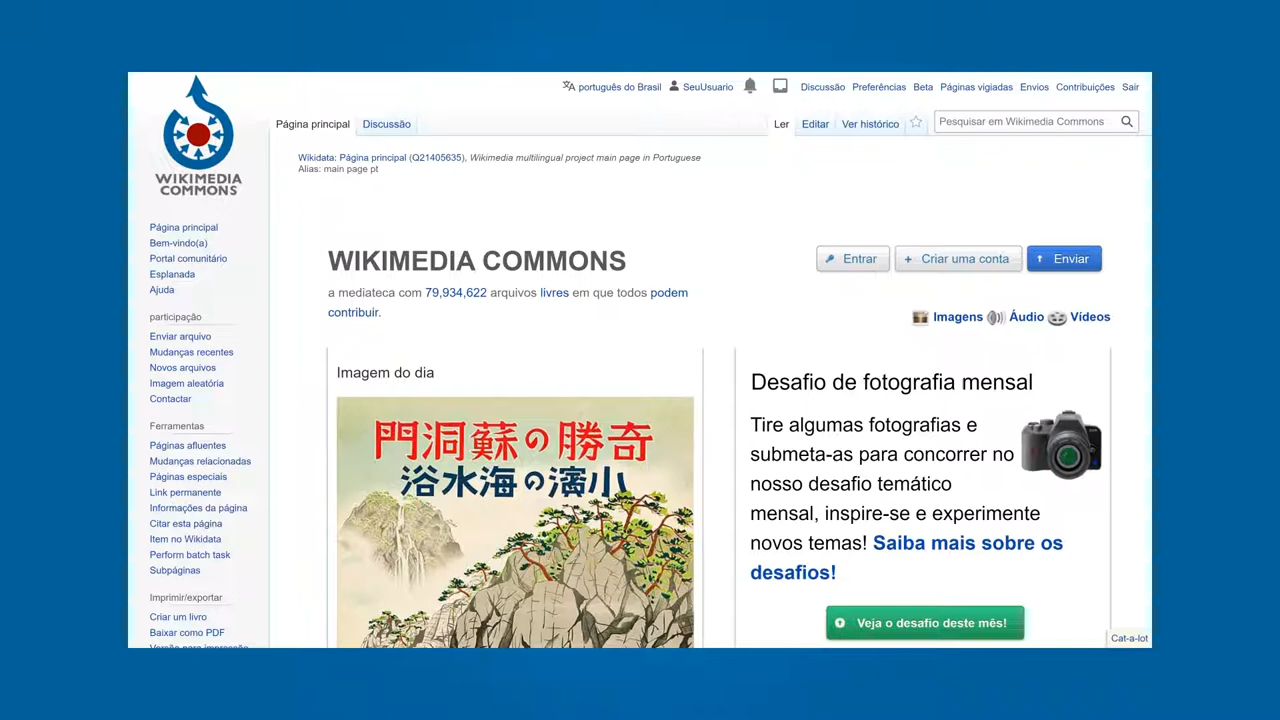 português do Brasil SeuUsuario Discussão Preferências Beta Páginas vigiadas Envios Contribuições Sair
WIKIMEDIA
COMMONS
Página principal Discussão Ler Editar Ver histórico Pesquisar em Wikimedia Commons
Wikidata: Página principal (Q21405635), Wikimedia multilingual project main page in Portuguese
Alias: main page pt
Página principal
Bem-vindo(a)
Portal comunitário
Esplanada
Ajuda
participação
Enviar arquivo
Mudanças recentes
Novos arquivos
Imagem aleatória
Contactar
Ferramentas
Páginas afluentes
Mudanças relacionadas
Páginas especiais
Link permanente
Informações da página
Citar esta página
Item no Wikidata
Perform batch task
Subpáginas
Imprimir/exportar
Criar um livro
Baixar como PDF
Versão para impressão
WIKIMEDIA COMMONS
a mediateca com 79,934,622 arquivos livres em que todos podem
contribuir.
Entrar Criar uma conta Enviar
Imagens Áudio Vídeos
Imagem do dia
門洞蘇の勝奇
浴水海の濱小
Desafio de fotografia mensal
Tire algumas fotografias e
submeta-as para concorrer no
nosso desafio temático
mensal, inspire-se e experimente
novos temas! Saiba mais sobre os
desafios!
Veja o desafio deste mês!
Cat-a-lot